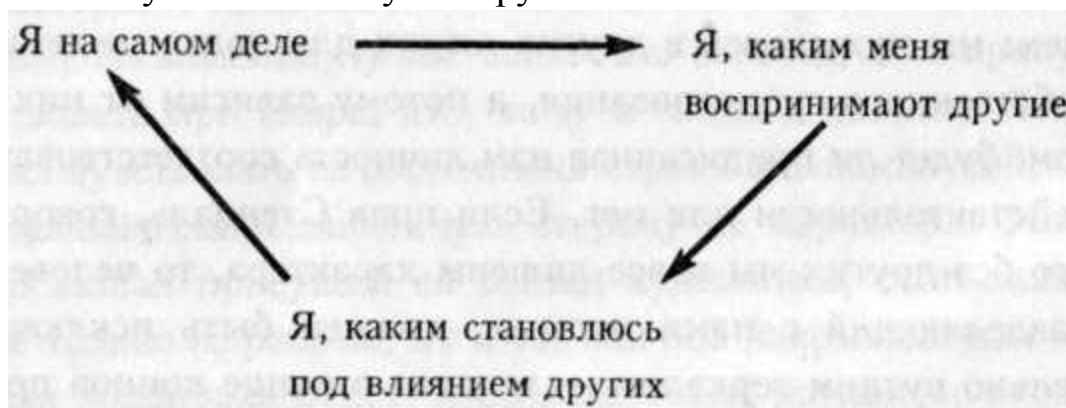 Я на самом деле
Я, каким меня
воспринимают другие
Я, каким становлюсь
под влиянием других